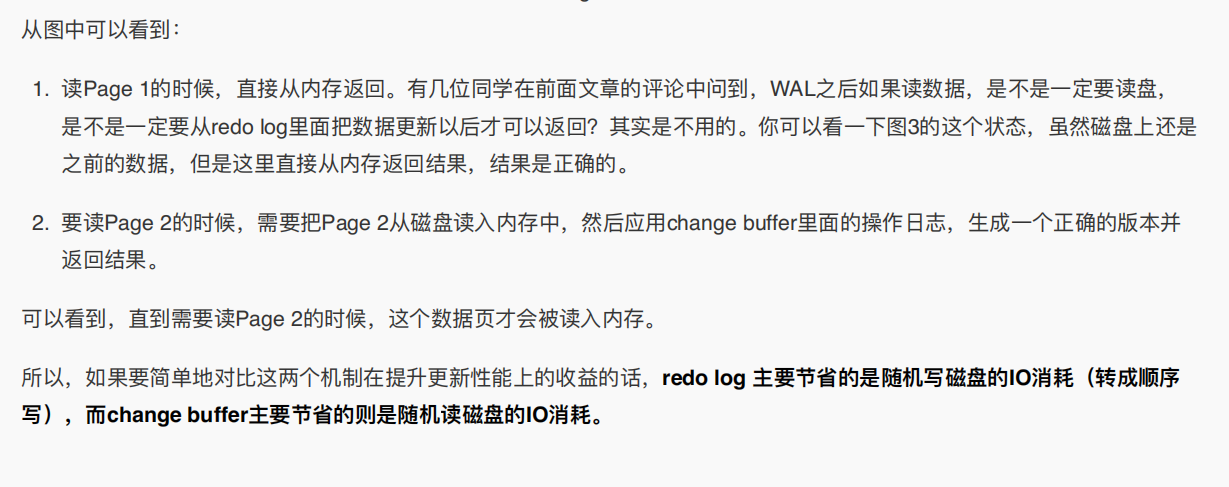 从图中可以看到：
1. 读Page 1的时候，直接从内存返回。有几位同学在前面文章的评论中问到，WAL之后如果读数据，是不是一定要读盘，
是不是一定要从redo log里面把数据更新以后才可以返回？其实是不用的。你可以看一下图3的这个状态，虽然磁盘上还是
之前的数据，但是这里直接从内存返回结果，结果是正确的。
2. 要读Page 2的时候，需要把Page 2从磁盘读入内存中，然后应用change buffer里面的操作日志，生成一个正确的版本并
返回结果。
可以看到，直到需要读Page 2的时候，这个数据页才会被读入内存。
所以，如果要简单地对比这两个机制在提升更新性能上的收益的话，redo log 主要节省的是随机写磁盘的IO消耗（转成顺序
写），而change buffer主要节省的则是随机读磁盘的IO消耗。